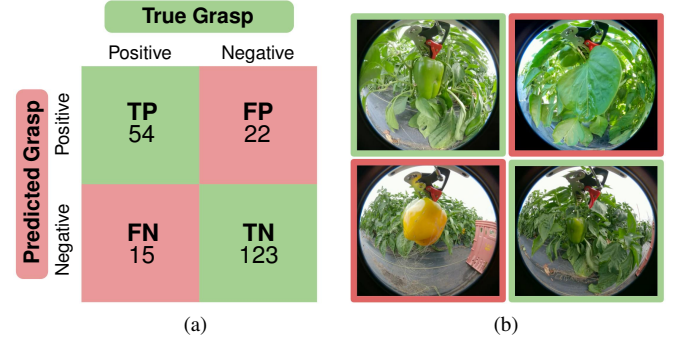 True Grasp
Positive Negative
Predicted Grasp
Positive
TP
54
FP
22
Negative
FN
15
TN
123
(a)
(b)